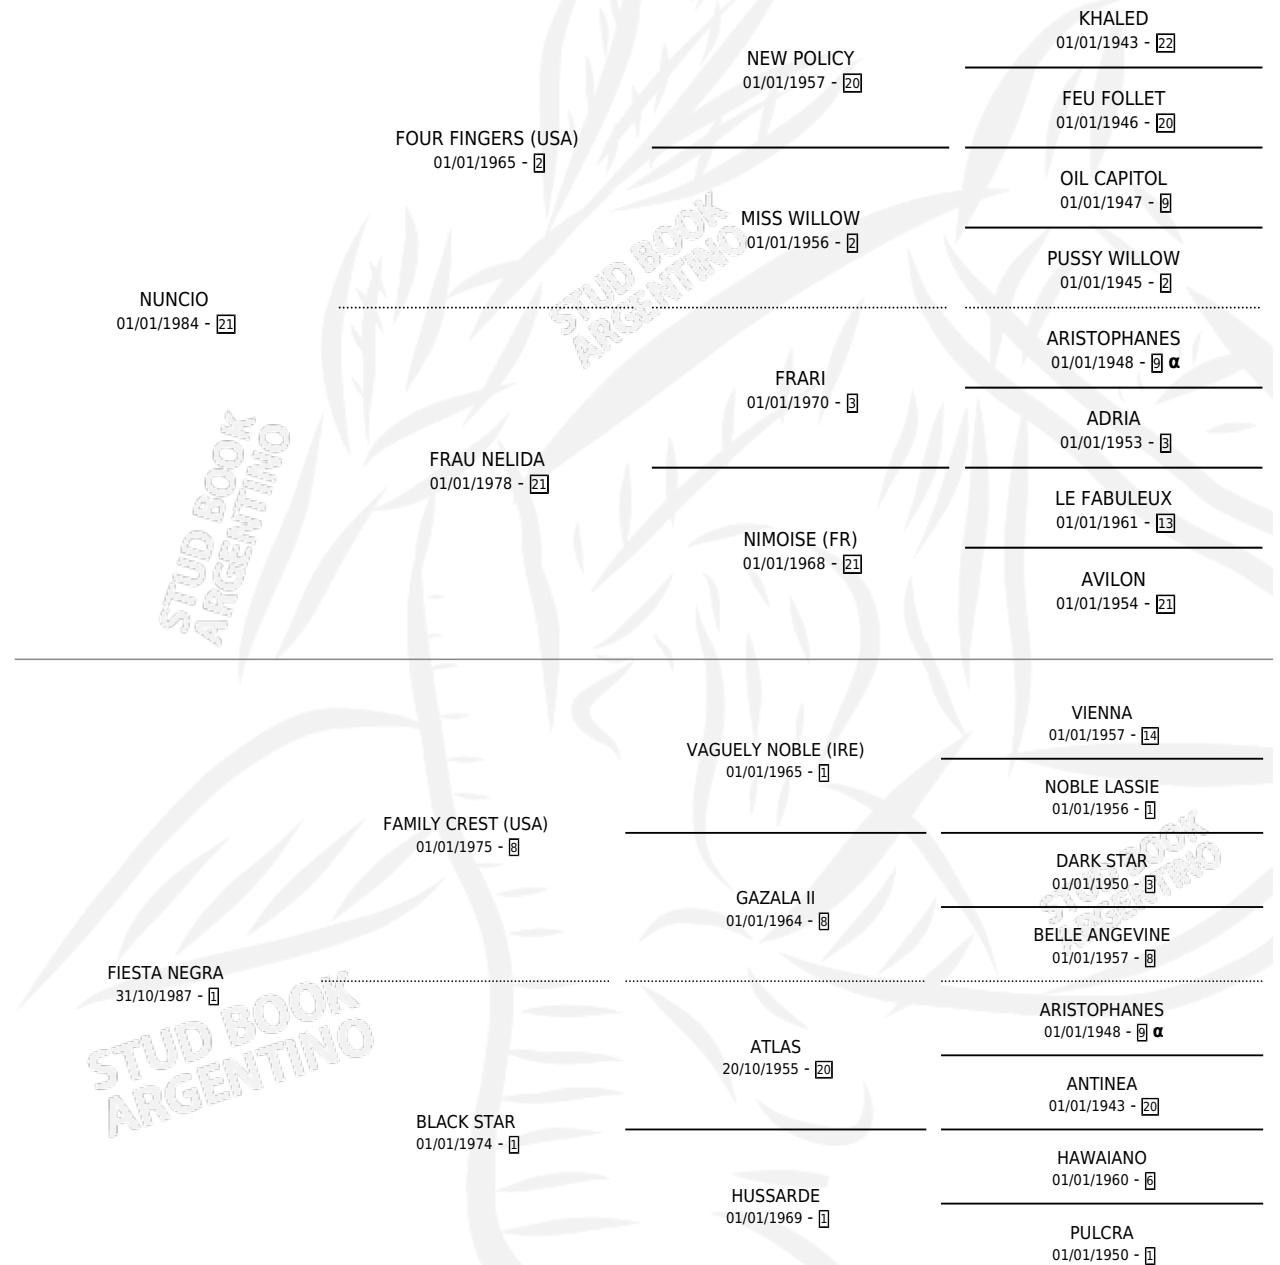 KHALED
01/01/1943 - 22
NEW POLICY
01/01/1957 - 20
FEU FOLLET
01/01/1946 - 20
FOUR FINGERS (USA)
01/01/1965 - 2
OIL CAPITOL
01/01/1947 - 9
MISS WILLOW
01/01/1956 - 2
PUSSY WILLOW
01/01/1945 - 2
STUD BOOK
ARGENTINO
NUNCIO
01/01/1984 - 21
ARISTOPHANES
01/01/1948 - 9 α
FRARI
01/01/1970 - 3
ADRIA
01/01/1953 - 3
FRAU NELIDA
01/01/1978 - 21
LE FABULEUX
01/01/1961 - 13
NIMOISE (FR)
01/01/1968 - 21
AVILON
01/01/1954 - 21
STUD BOOK
ARGENTINO
VIENNA
01/01/1957 - 14
VAGUELY NOBLE (IRE)
01/01/1965 - 1
NOBLE LASSIE
01/01/1956 - 1
FAMILY CREST (USA)
01/01/1975 - 8
DARK STAR
01/01/1950 - 3
GAZALA II
01/01/1964 - 8
BELLE ANGEVINE
01/01/1957 - 8
STUD BOOK
ARGENTINO
FIESTA NEGRA
31/10/1987 - 1
ARISTOPHANES
01/01/1948 - 9 α
ATLAS
20/10/1955 - 20
ANTINEA
01/01/1943 - 20
BLACK STAR
01/01/1974 - 1
HAWAIANO
01/01/1960 - 6
HUSSARDE
01/01/1969 - 1
PULCRA
01/01/1950 - 1
STUD BOOK
ARGENTINO